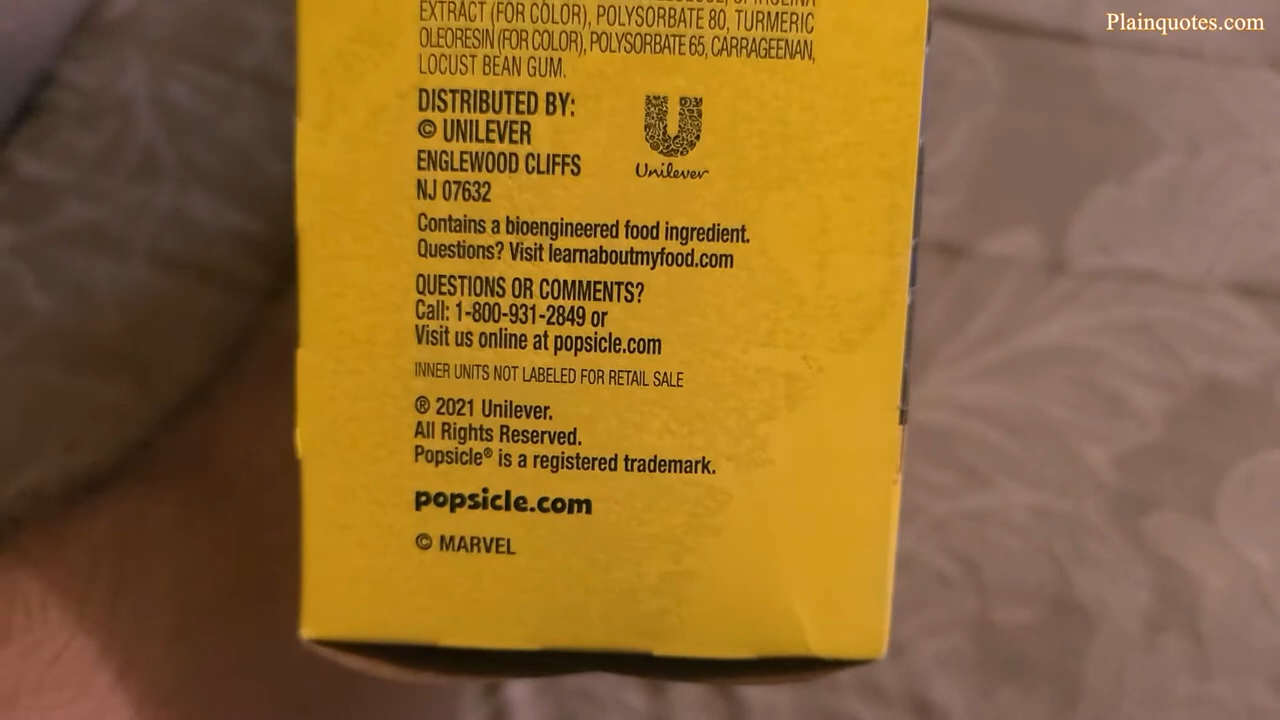 Plainquotes.com
EXTRACT (FOR COLOR), POLYSORBATE 80, TURMERIC
OLEORESIN (FOR COLOR), POLYSORBATE 65, CARRAGEENAN,
LOCUST BEAN GUM.
DISTRIBUTED BY:
© UNILEVER
ENGLEWOOD CLIFFS
NJ 07632
Unilever
Contains a bioengineered food ingredient.
Questions? Visit learnaboutmyfood.com
QUESTIONS OR COMMENTS?
Call: 1-800-931-2849 or
Visit us online at popsicle.com
INNER UNITS NOT LABELED FOR RETAIL SALE
® 2021 Unilever.
All Rights Reserved.
Popsicle® is a registered trademark.
popsicle.com
© MARVEL